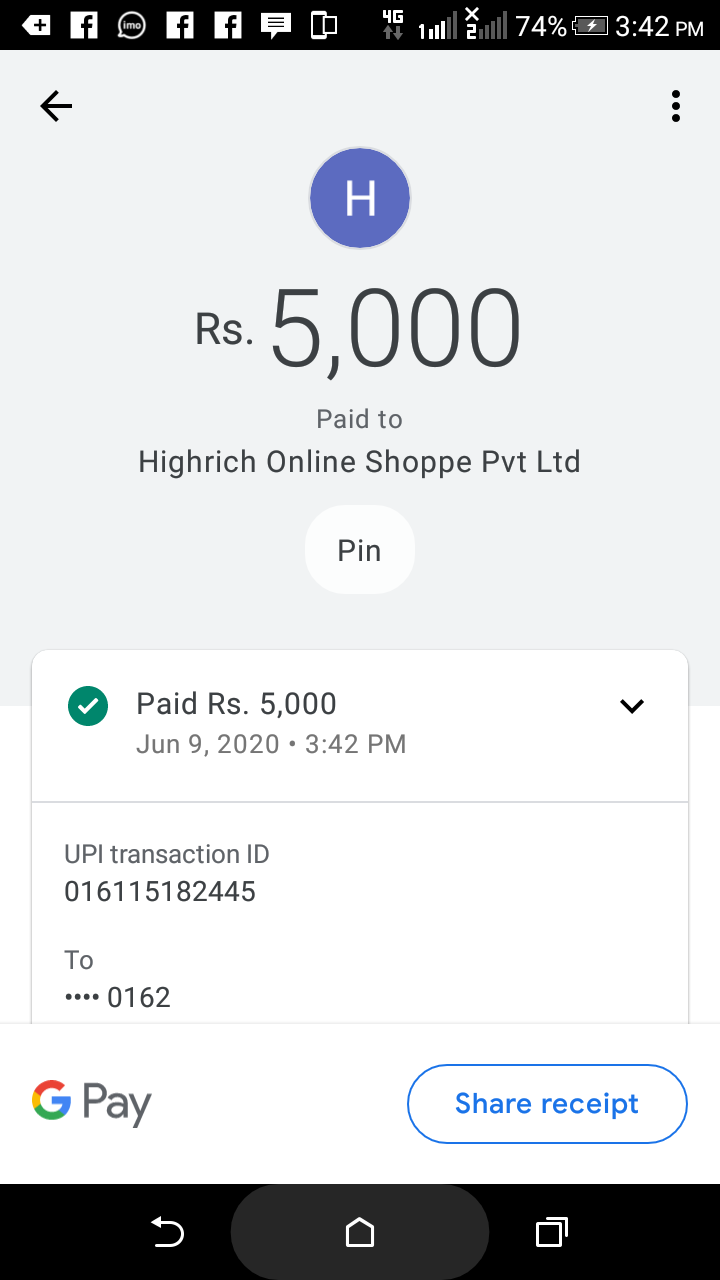 imo 4G 1 x 2 74% 3:42 PM
H
Rs. 5,000
Paid to
Highrich Online Shoppe Pvt Ltd
Pin
Paid Rs. 5,000
Jun 9, 2020 • 3:42 PM
UPI transaction ID
016115182445
To
•••• 0162
G Pay
Share receipt